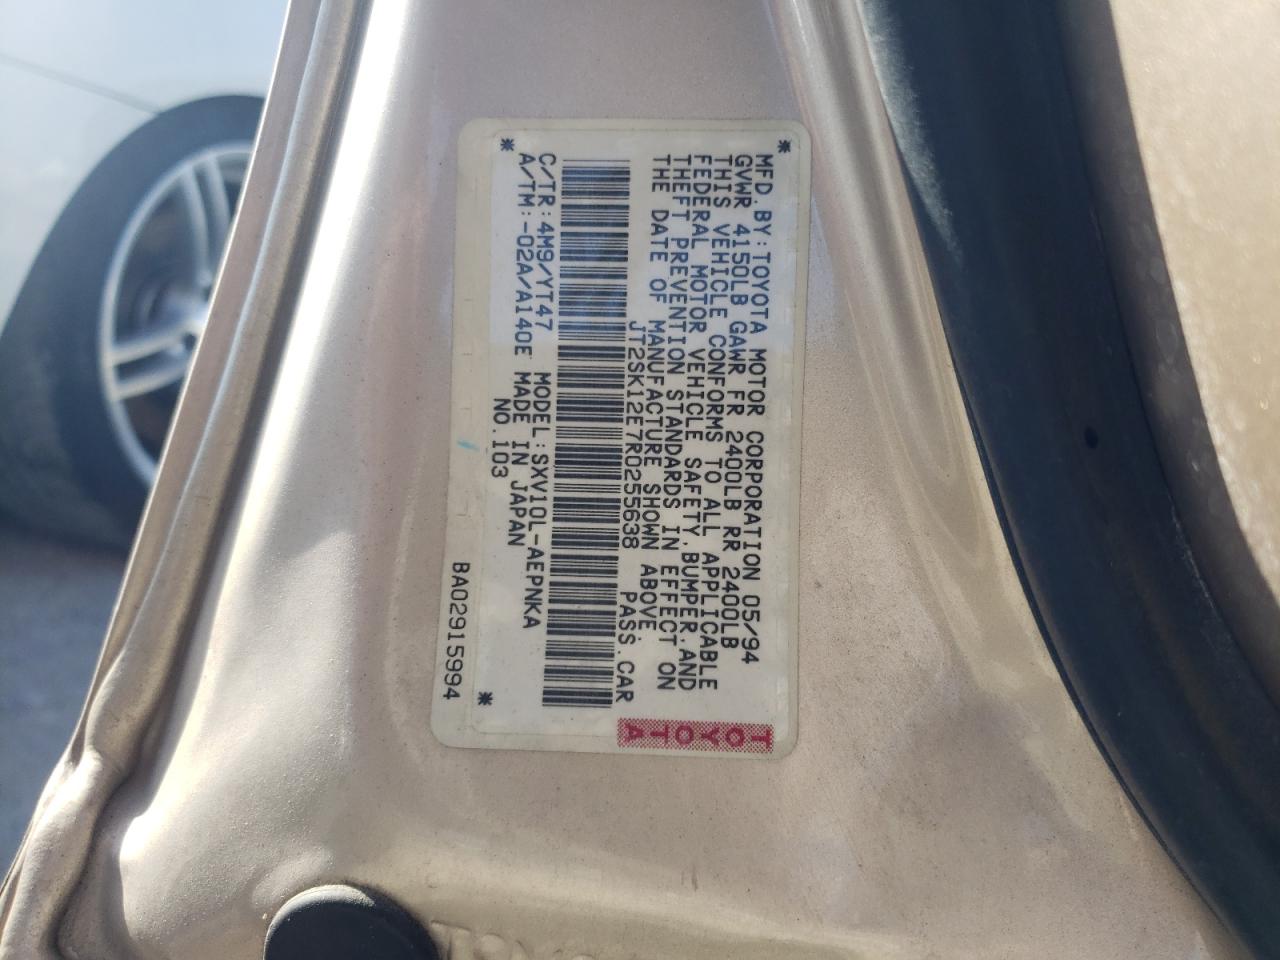 MFD.BY:TOYOTA MOTOR CORPORATION 05/94
GVWR 4150LB GAWR FR 2400LB RR 2400LB
THIS VEHICLE CONFORMS TO ALL APPLICABLE
FEDERAL MOTOR VEHICLE SAFETY,BUMPER,AND
THEFT PREVENTION STANDARDS IN EFFECT ON
THE DATE OF MANUFACTURE SHOWN ABOVE.
JT2SK12E7R0255638 PASS.CAR
C/TR:4M9/YT47 MODEL:SXV10L-AEPNKA
A/TM:-02A/A140E MADE IN JAPAN
NO.103
BA02915994
TOYOTA